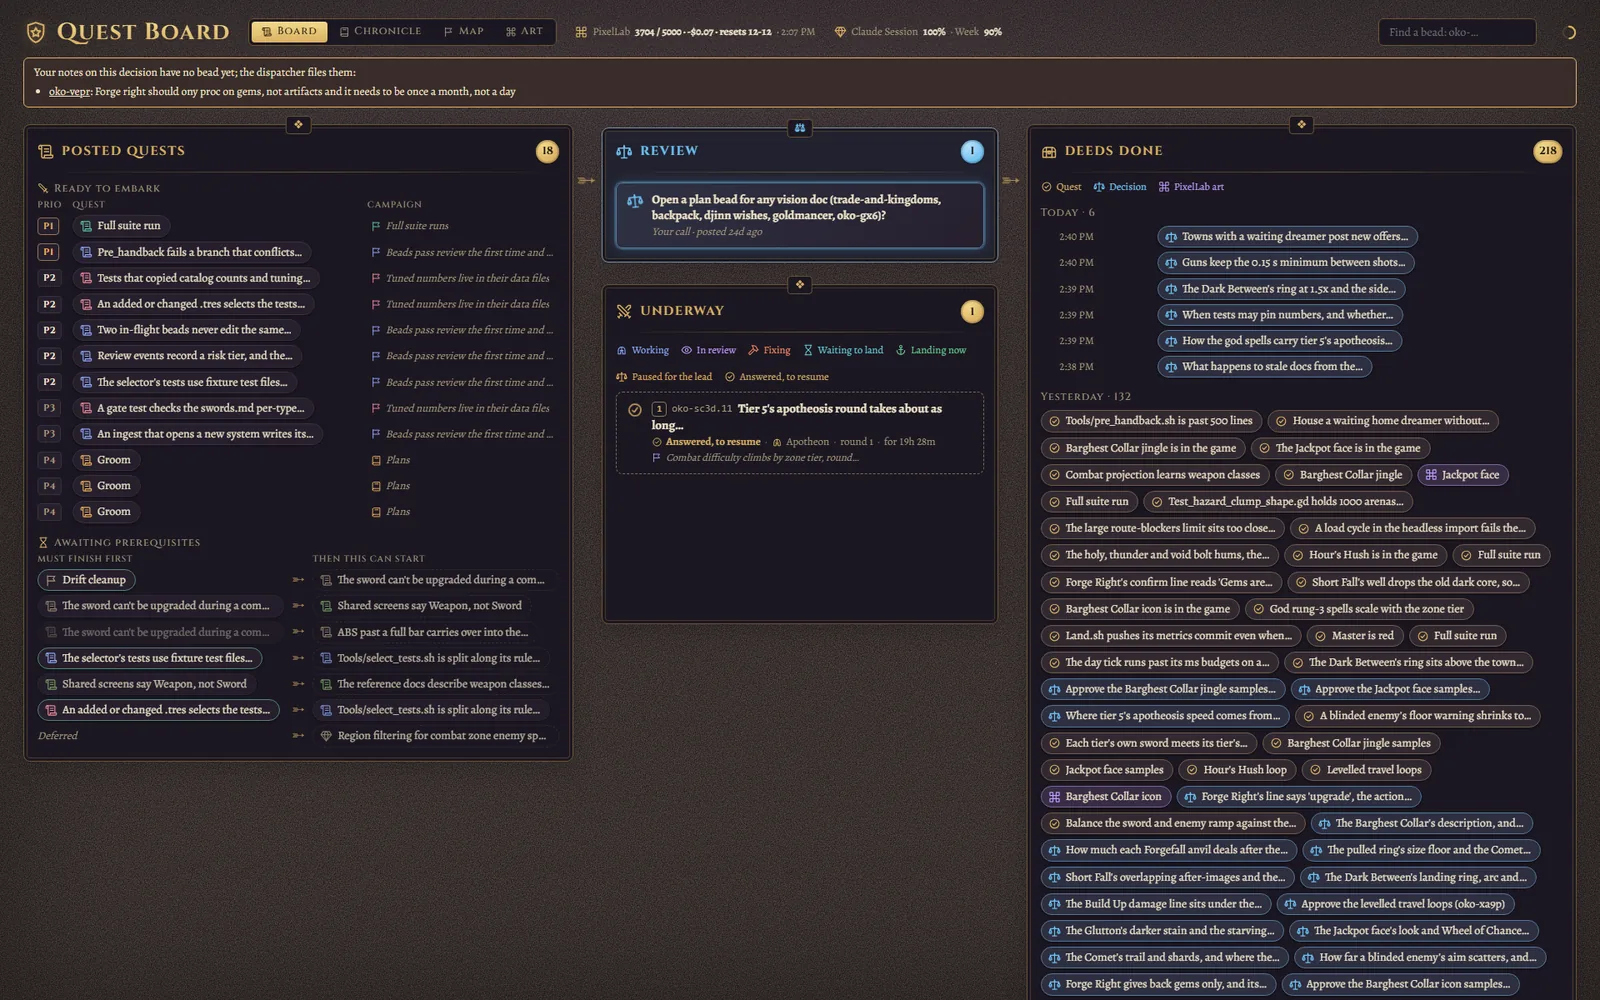 Quest Board
Board
Chronicle
Map
Art
PixelLab 3704 / 5000 · -$0.07 · resets 12-12 · 2:07 PM
Claude Session 100% · Week 90%
Find a bead: oko-...
Your notes on this decision have no bead yet; the dispatcher files them:
• oko-vepr: Forge right should ony proc on gems, not artifacts and it needs to be once a month, not a day
Posted Quests
18
Ready to embark
Prio Quest Campaign
P1 Full suite run Full suite runs
P1 Pre_handback fails a branch that conflicts... Beads pass review the first time and ...
P2 Tests that copied catalog counts and tuning... Tuned numbers live in their data files
P2 An added or changed .tres selects the tests... Tuned numbers live in their data files
P2 Two in-flight beads never edit the same... Beads pass review the first time and ...
P2 Review events record a risk tier, and the... Beads pass review the first time and ...
P2 The selector's tests use fixture test files... Beads pass review the first time and ...
P3 A gate test checks the swords.md per-type... Tuned numbers live in their data files
P3 An ingest that opens a new system writes its... Beads pass review the first time and ...
P4 Groom Plans
P4 Groom Plans
P4 Groom Plans
Awaiting prerequisites
Must finish first Then this can start
Drift cleanup The sword can't be upgraded during a com...
The sword can't be upgraded during a com... Shared screens say Weapon, not Sword
The sword can't be upgraded during a com... ABS past a full bar carries over into the...
The selector's tests use fixture test files... Tools/select_tests.sh is split along its rule...
Shared screens say Weapon, not Sword The reference docs describe weapon classes...
An added or changed .tres selects the tests... Tools/select_tests.sh is split along its rule...
Deferred Region filtering for combat zone enemy sp...
Review
1
Open a plan bead for any vision doc (trade-and-kingdoms,
backpack, djinn wishes, goldmancer, oko-gx6)?
Your call · posted 24d ago
Underway
1
Working In review Fixing Waiting to land Landing now
Paused for the lead Answered, to resume
1 oko-sc3d.11 Tier 5's apotheosis round takes about as
long...
Answered, to resume · Apotheon · round 1 · for 19h 28m
Combat difficulty climbs by zone tier, round...
Deeds Done
218
Quest Decision PixelLab art
Today · 6
2:40 PM Towns with a waiting dreamer post new offers...
2:40 PM Guns keep the 0.15 s minimum between shots...
2:39 PM The Dark Between's ring at 1.5x and the side...
2:39 PM When tests may pin numbers, and whether...
2:39 PM How the god spells carry tier 5's apotheosis...
2:38 PM What happens to stale docs from the...
Yesterday · 132
Tools/pre_handback.sh is past 500 lines House a waiting home dreamer without...
Barghest Collar jingle is in the game The Jackpot face is in the game
Combat projection learns weapon classes Barghest Collar jingle Jackpot face
Full suite run Test_hazard_clump_shape.gd holds 1000 arenas...
The large route-blockers limit sits too close... A load cycle in the headless import fails the...
The holy, thunder and void bolt hums, the... Hour's Hush is in the game Full suite run
Forge Right's confirm line reads 'Gems are... Short Fall's well drops the old dark core, so...
Barghest Collar icon is in the game God rung-3 spells scale with the zone tier
Land.sh pushes its metrics commit even when... Master is red Full suite run
The day tick runs past its ms budgets on a... The Dark Between's ring sits above the town...
Approve the Barghest Collar jingle samples... Approve the Jackpot face samples...
Where tier 5's apotheosis speed comes from... A blinded enemy's floor warning shrinks to...
Each tier's own sword meets its tier's... Barghest Collar jingle samples
Jackpot face samples Hour's Hush loop Levelled travel loops
Barghest Collar icon Forge Right's line says 'upgrade', the action...
Balance the sword and enemy ramp against the... The Barghest Collar's description, and...
How much each Forgefall anvil deals after the... The pulled ring's size floor and the Comet...
Short Fall's overlapping after-images and the... The Dark Between's landing ring, arc and...
The Build Up damage line sits under the... Approve the levelled travel loops (oko-xa9p)
The Glutton's darker stain and the starving... The Jackpot face's look and Wheel of Chance...
The Comet's trail and shards, and where the... How far a blinded enemy's aim scatters, and...
Forge Right gives back gems only, and its... Approve the Barghest Collar icon samples...